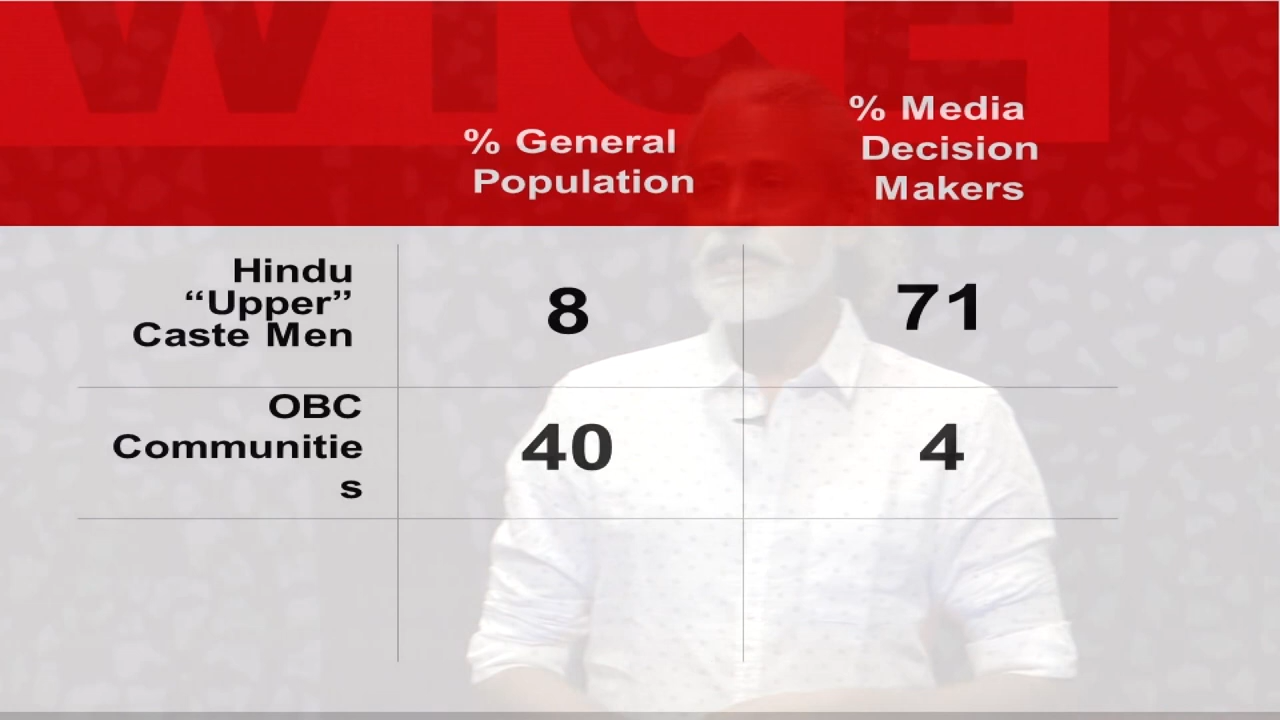 % General
Population
% Media
Decision
Makers
Hindu
“Upper”
Caste Men
8
71
OBC
Communitie
s
40
4